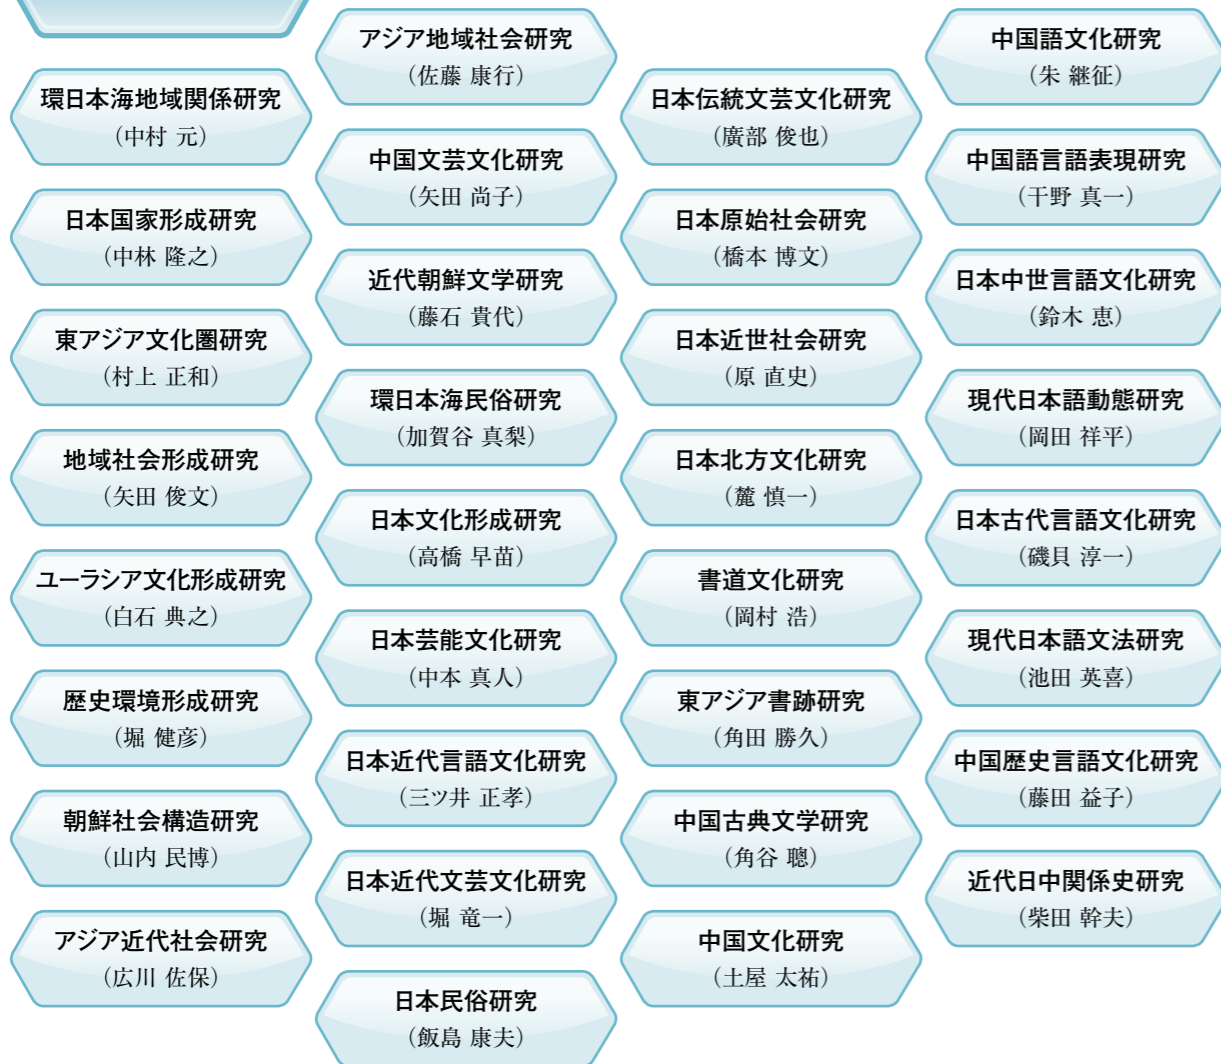 環日本海地域関係研究
（中村 元）
日本国家形成研究
（中林 隆之）
東アジア文化圏研究
（村上 正和）
地域社会形成研究
（矢田 俊文）
ユーラシア文化形成研究
（白石 典之）
歴史環境形成研究
（堀 健彦）
朝鮮社会構造研究
（山内 民博）
アジア近代社会研究
（広川 佐保）
アジア地域社会研究
（佐藤 康行）
中国文芸文化研究
（矢田 尚子）
近代朝鮮文学研究
（藤石 貴代）
環日本海民俗研究
（加賀谷 真梨）
日本文化形成研究
（高橋 早苗）
日本芸能文化研究
（中本 真人）
日本近代言語文化研究
（三ツ井 正孝）
日本近代文芸文化研究
（堀 竜一）
日本民俗研究
（飯島 康夫）
日本伝統文芸文化研究
（廣部 俊也）
日本原始社会研究
（橋本 博文）
日本近世社会研究
（原 直史）
日本北方文化研究
（麓 慎一）
書道文化研究
（岡村 浩）
東アジア書跡研究
（角田 勝久）
中国古典文学研究
（角谷 聰）
中国文化研究
（土屋 太祐）
中国語文化研究
（朱 継征）
中国語言語表現研究
（干野 真一）
日本中世言語文化研究
（鈴木 恵）
現代日本語動態研究
（岡田 祥平）
日本古代言語文化研究
（磯貝 淳一）
現代日本語文法研究
（池田 英喜）
中国歴史言語文化研究
（藤田 益子）
近代日中関係史研究
（柴田 幹夫）